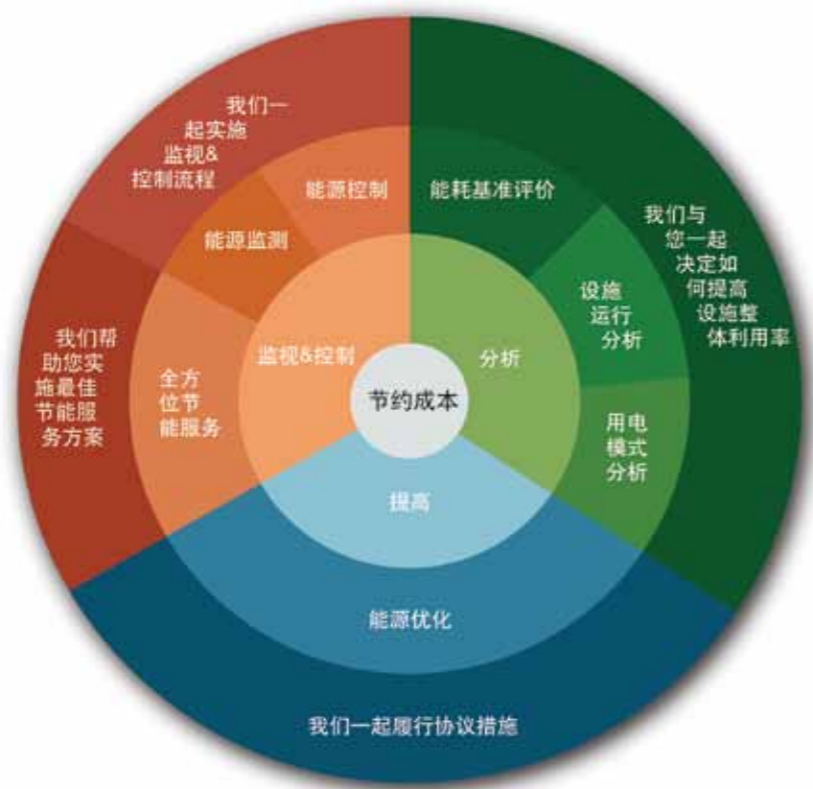 我们一
起实施
监视&
控制流程
能源控制
能源监测
监视&控制
我们帮
助您实
施最佳
节能服
务方案
全方
位节
能服务
节约成本
分析
能耗基准评价
设施
运行
分析
用电
模式
分析
我们与
您一起
决定如
何提高
设施整
体利用率
提高
能源优化
我们一起履行协议措施